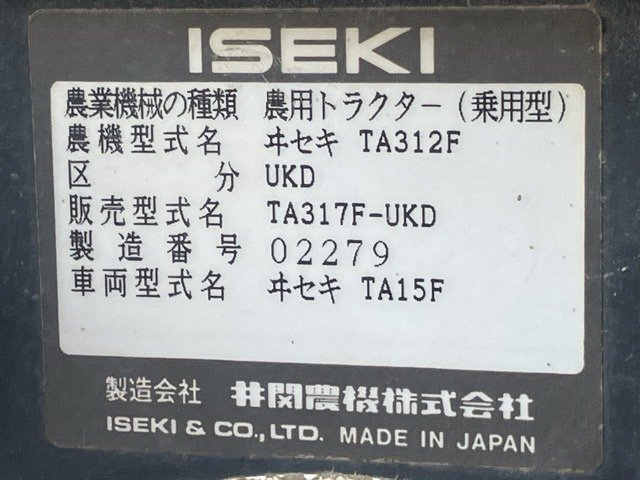 ISEKI
農業機械の種類 農用トラクター(乗用型)
農機型式名 ヰセキ TA312F
区分 UKD
販売型式名 TA317F-UKD
製造番号 02279
車両型式名 ヰセキ TA15F
製造会社 井関農機株式会社
ISEKI & CO.,LTD. MADE IN JAPAN